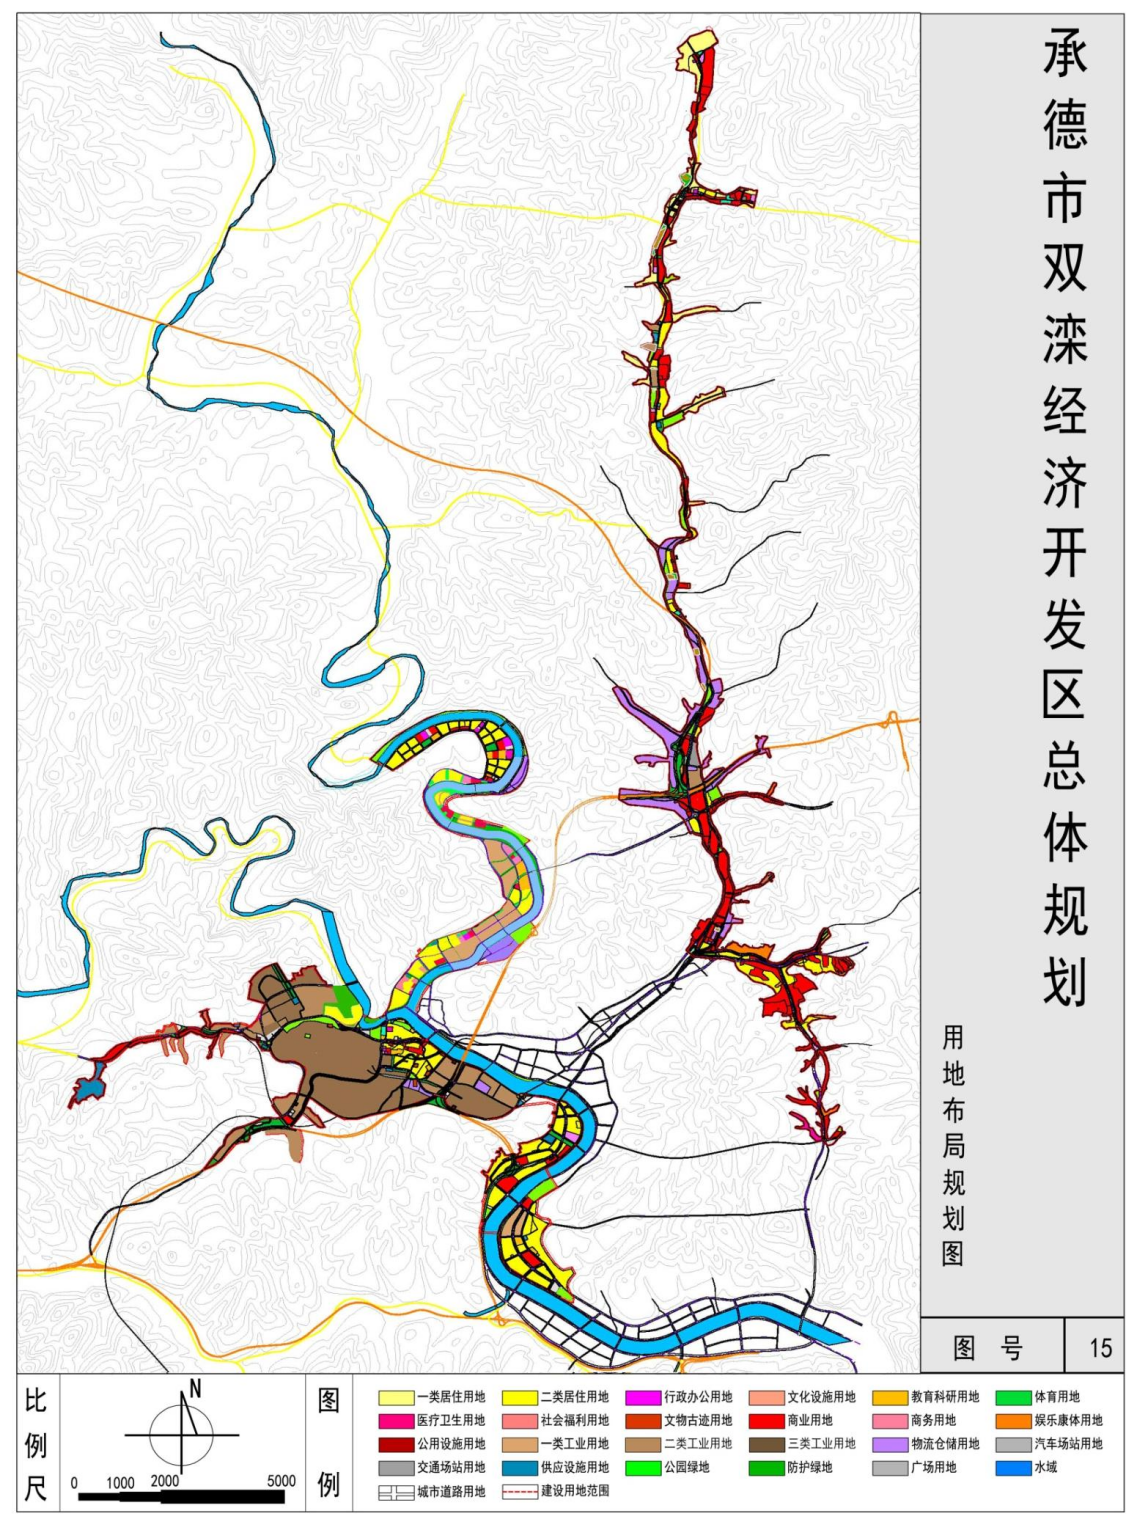 承德市双滦经济开发区总体规划
用地布局规划图
图 号 15
比例尺
N
0 1000 2000 5000
图例
一类居住用地 二类居住用地 行政办公用地 文化设施用地 教育科研用地 体育用地
医疗卫生用地 社会福利用地 文物古迹用地 商业用地 商务用地 娱乐康体用地
公用设施用地 一类工业用地 二类工业用地 三类工业用地 物流仓储用地 汽车场站用地
交通场站用地 供应设施用地 公园绿地 防护绿地 广场用地 水域
城市道路用地 建设用地范围